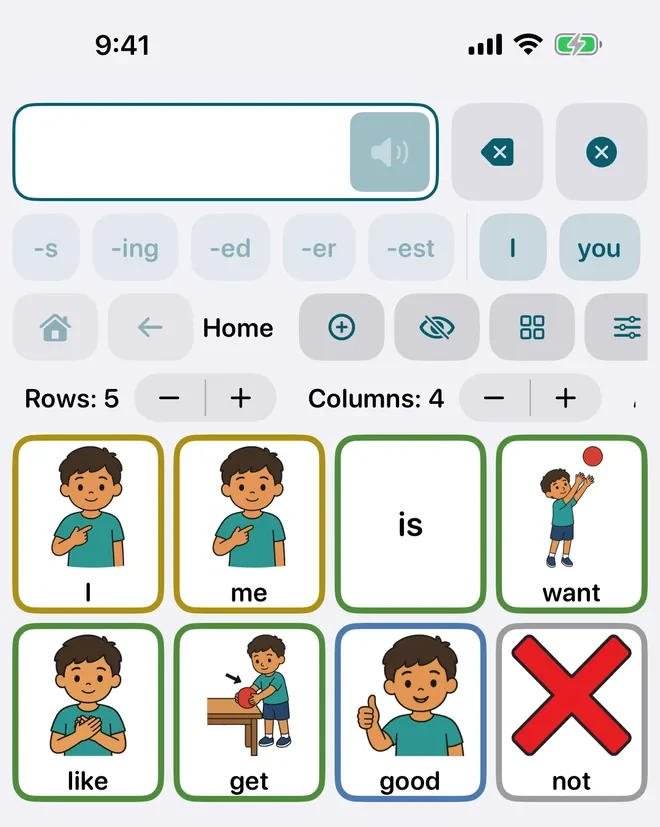 9:41
-s -ing -ed -er -est I you
Home
Rows: 5 − + Columns: 4 − +
I me is want
like get good not